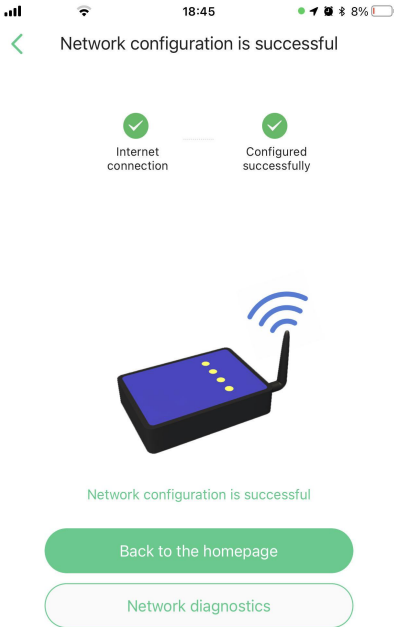 18:45
8%
Network configuration is successful
Internet
connection
Configured
successfully
Network configuration is successful
Back to the homepage
Network diagnostics